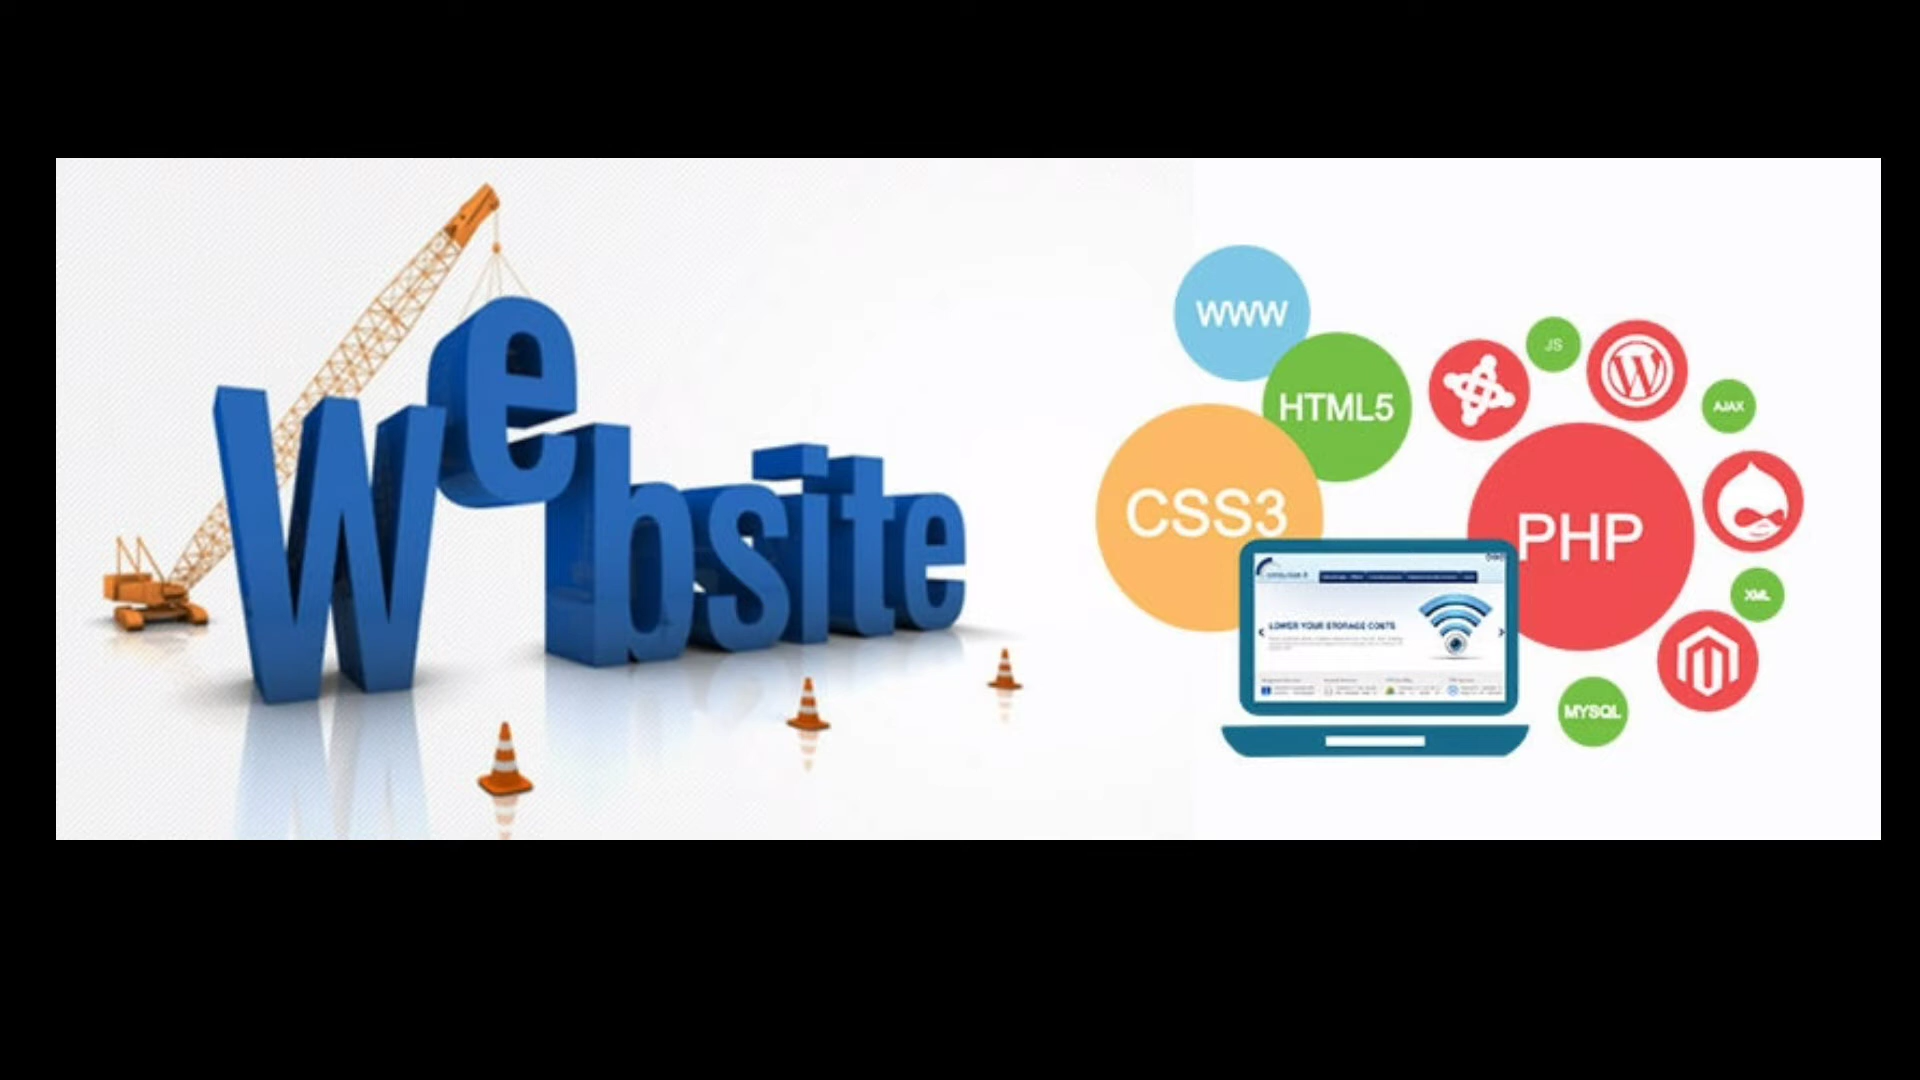 Website
WWW
HTML5
CSS3
JS
AJAX
PHP
XML
MYSQL
LOWER YOUR STORAGE COSTS